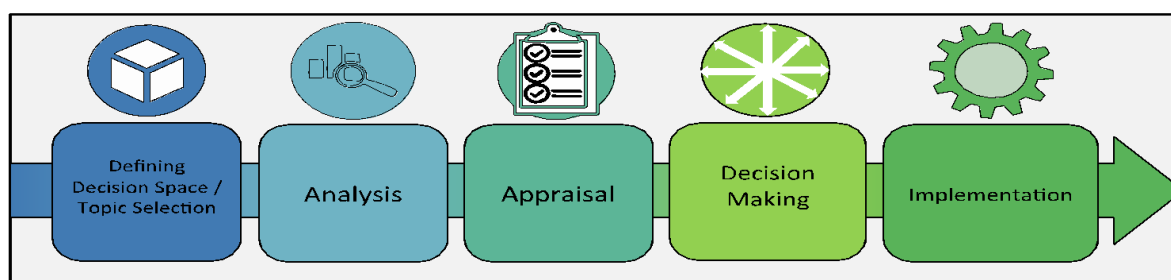 Defining
Decision Space /
Topic Selection
Analysis
Appraisal
Decision
Making
Implementation